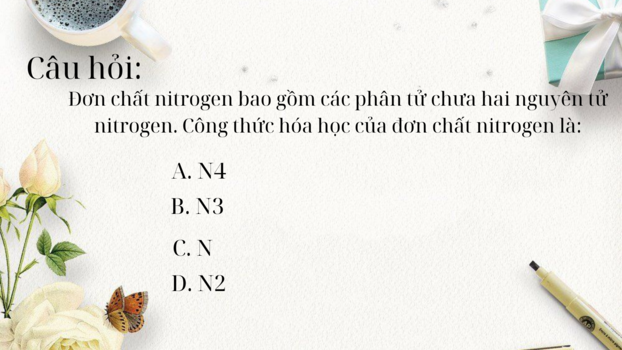 Câu hỏi:
Đơn chất nitrogen bao gồm các phân tử chưa hai nguyên tử
nitrogen. Công thức hóa học của đơn chất nitrogen là:
A. N4
B. N3
C. N
D. N2